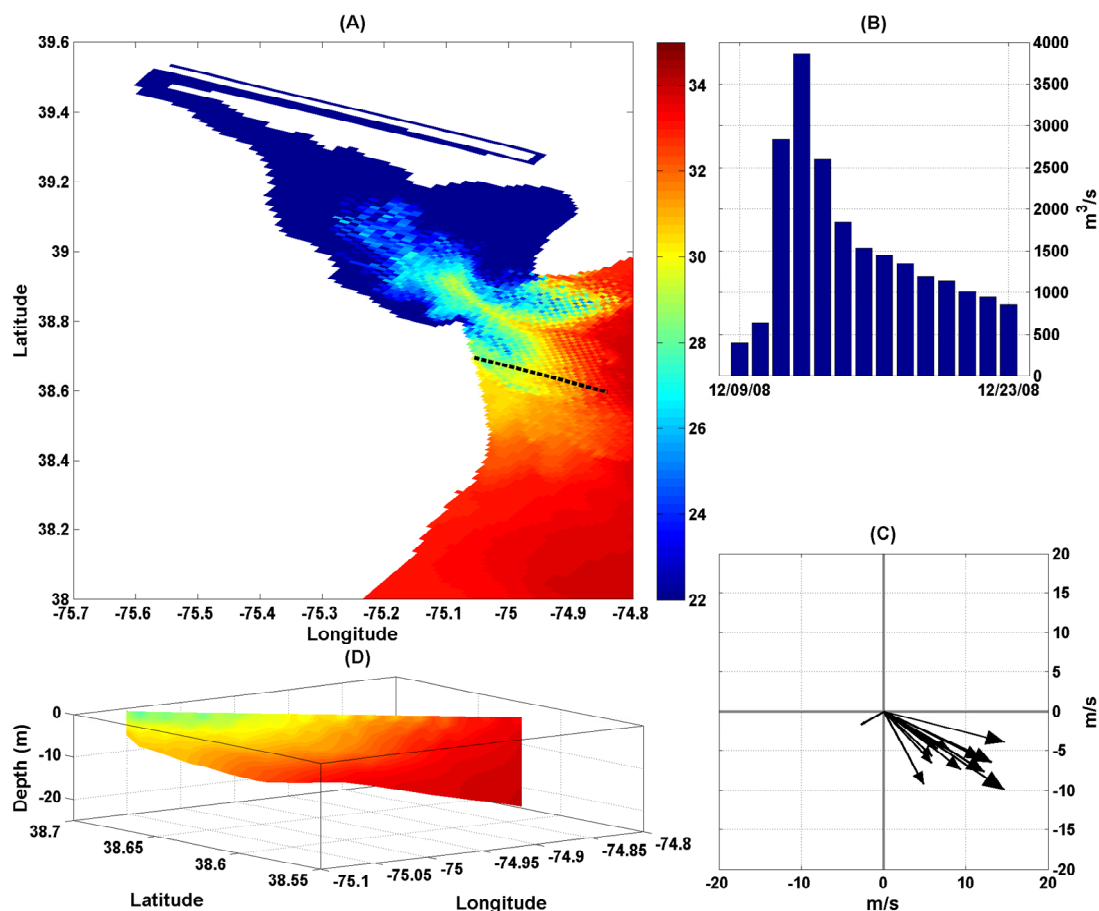 (A)
39.6
39.4
39.2
39
38.8
38.6
38.4
38.2
38
Latitude
-75.7 -75.6 -75.5 -75.4 -75.3 -75.2 -75.1 -75 -74.9 -74.8
Longitude
34
32
30
28
26
24
22
(B)
4000
3500
3000
2500
2000
1500
1000
500
0
m³/s
12/09/08 12/23/08
(C)
20
15
10
5
0
-5
-10
-15
-20
m/s
-20 -10 0 10 20
m/s
(D)
0
-10
-20
Depth (m)
38.7
38.65
38.6
38.55
Latitude
-75.1 -75.05 -75 -74.95 -74.9 -74.85 -74.8
Longitude